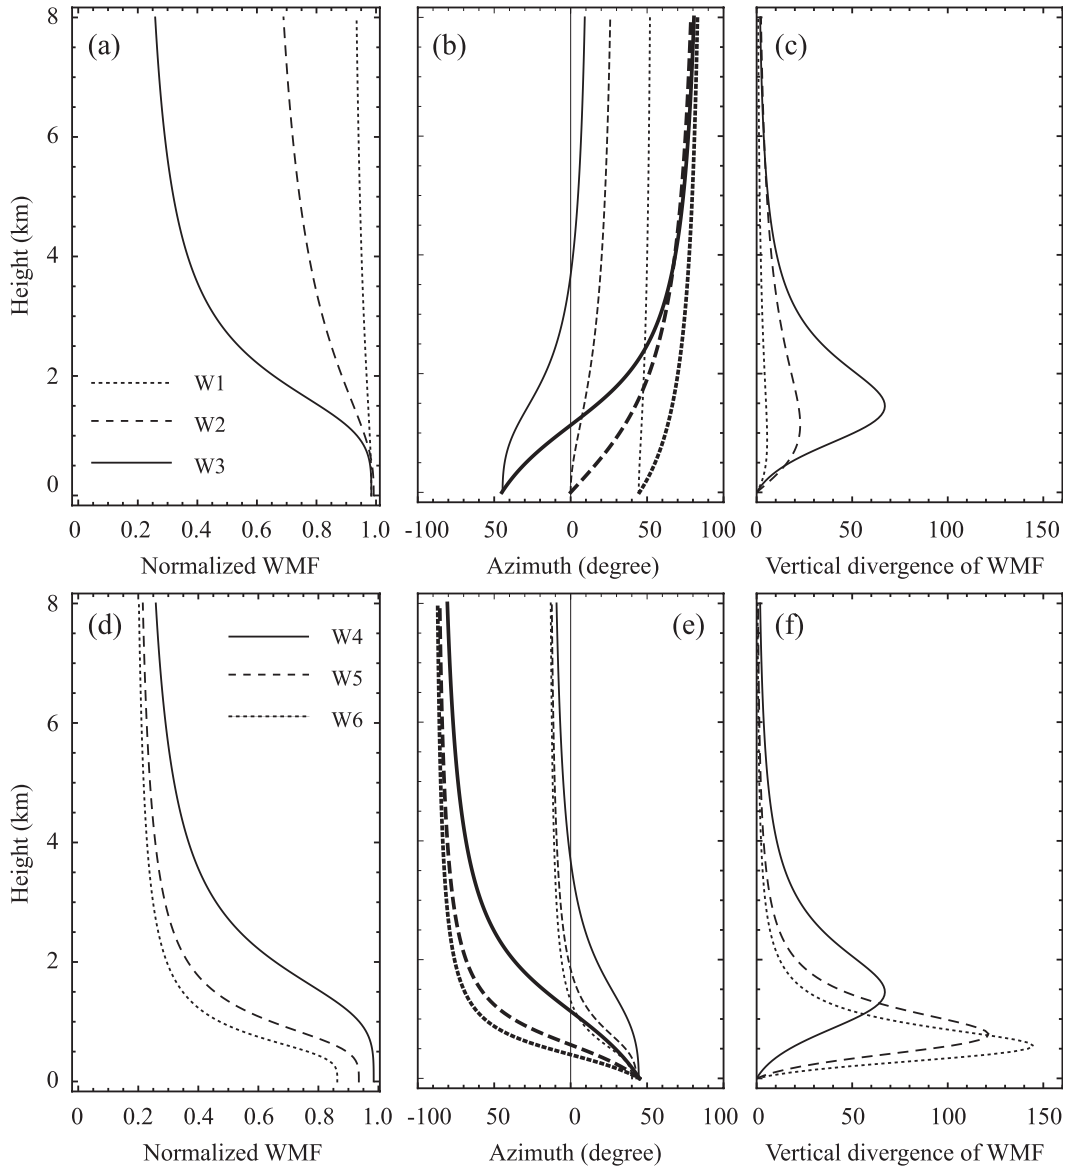 (a) (b) (c)
8
6
4
2
0
Height (km)
W1
W2
W3
0 0.2 0.4 0.6 0.8 1.0
-100 50 0 50 100
0 50 100 150
Normalized WMF Azimuth (degree) Vertical divergence of WMF
(d) (e) (f)
8
6
4
2
0
Height (km)
W4
W5
W6
0 0.2 0.4 0.6 0.8 1.0
-100 50 0 50 100
0 50 100 150
Normalized WMF Azimuth (degree) Vertical divergence of WMF